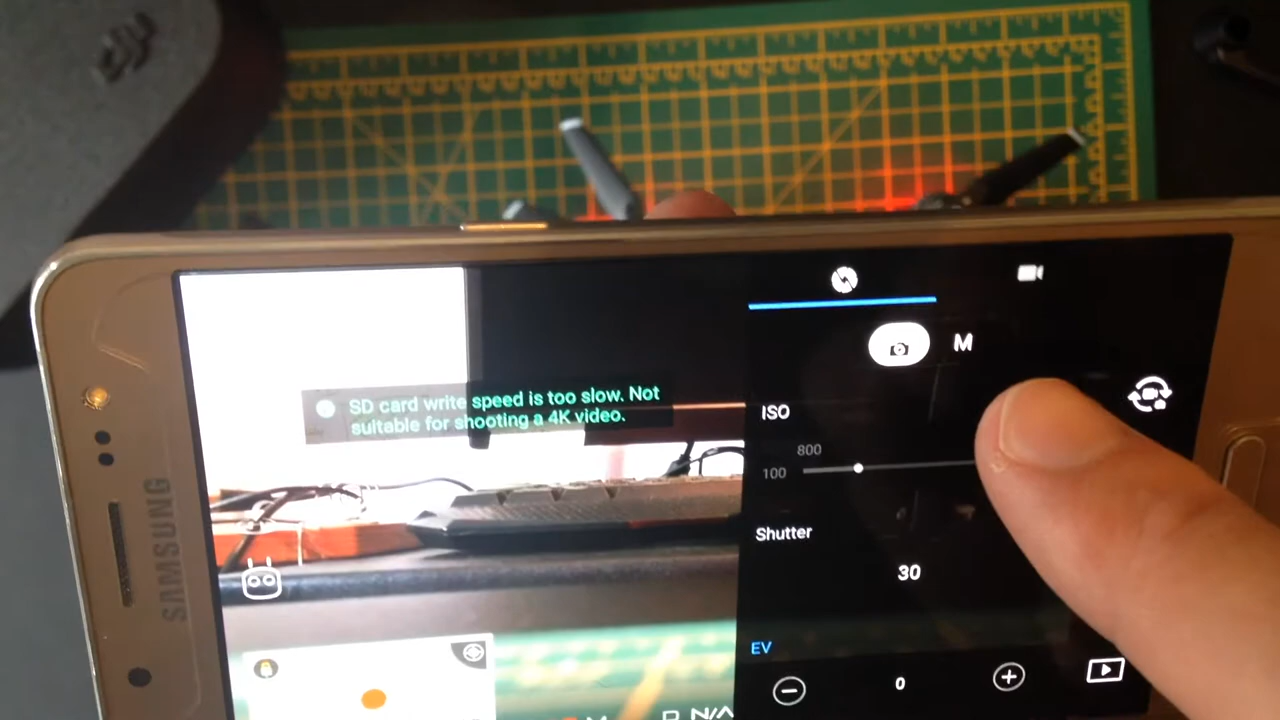 dji
SAMSUNG
SD card write speed is too slow. Not
suitable for shooting a 4K video.
M
ISO
800
100
Shutter
30
EV
0
N/A